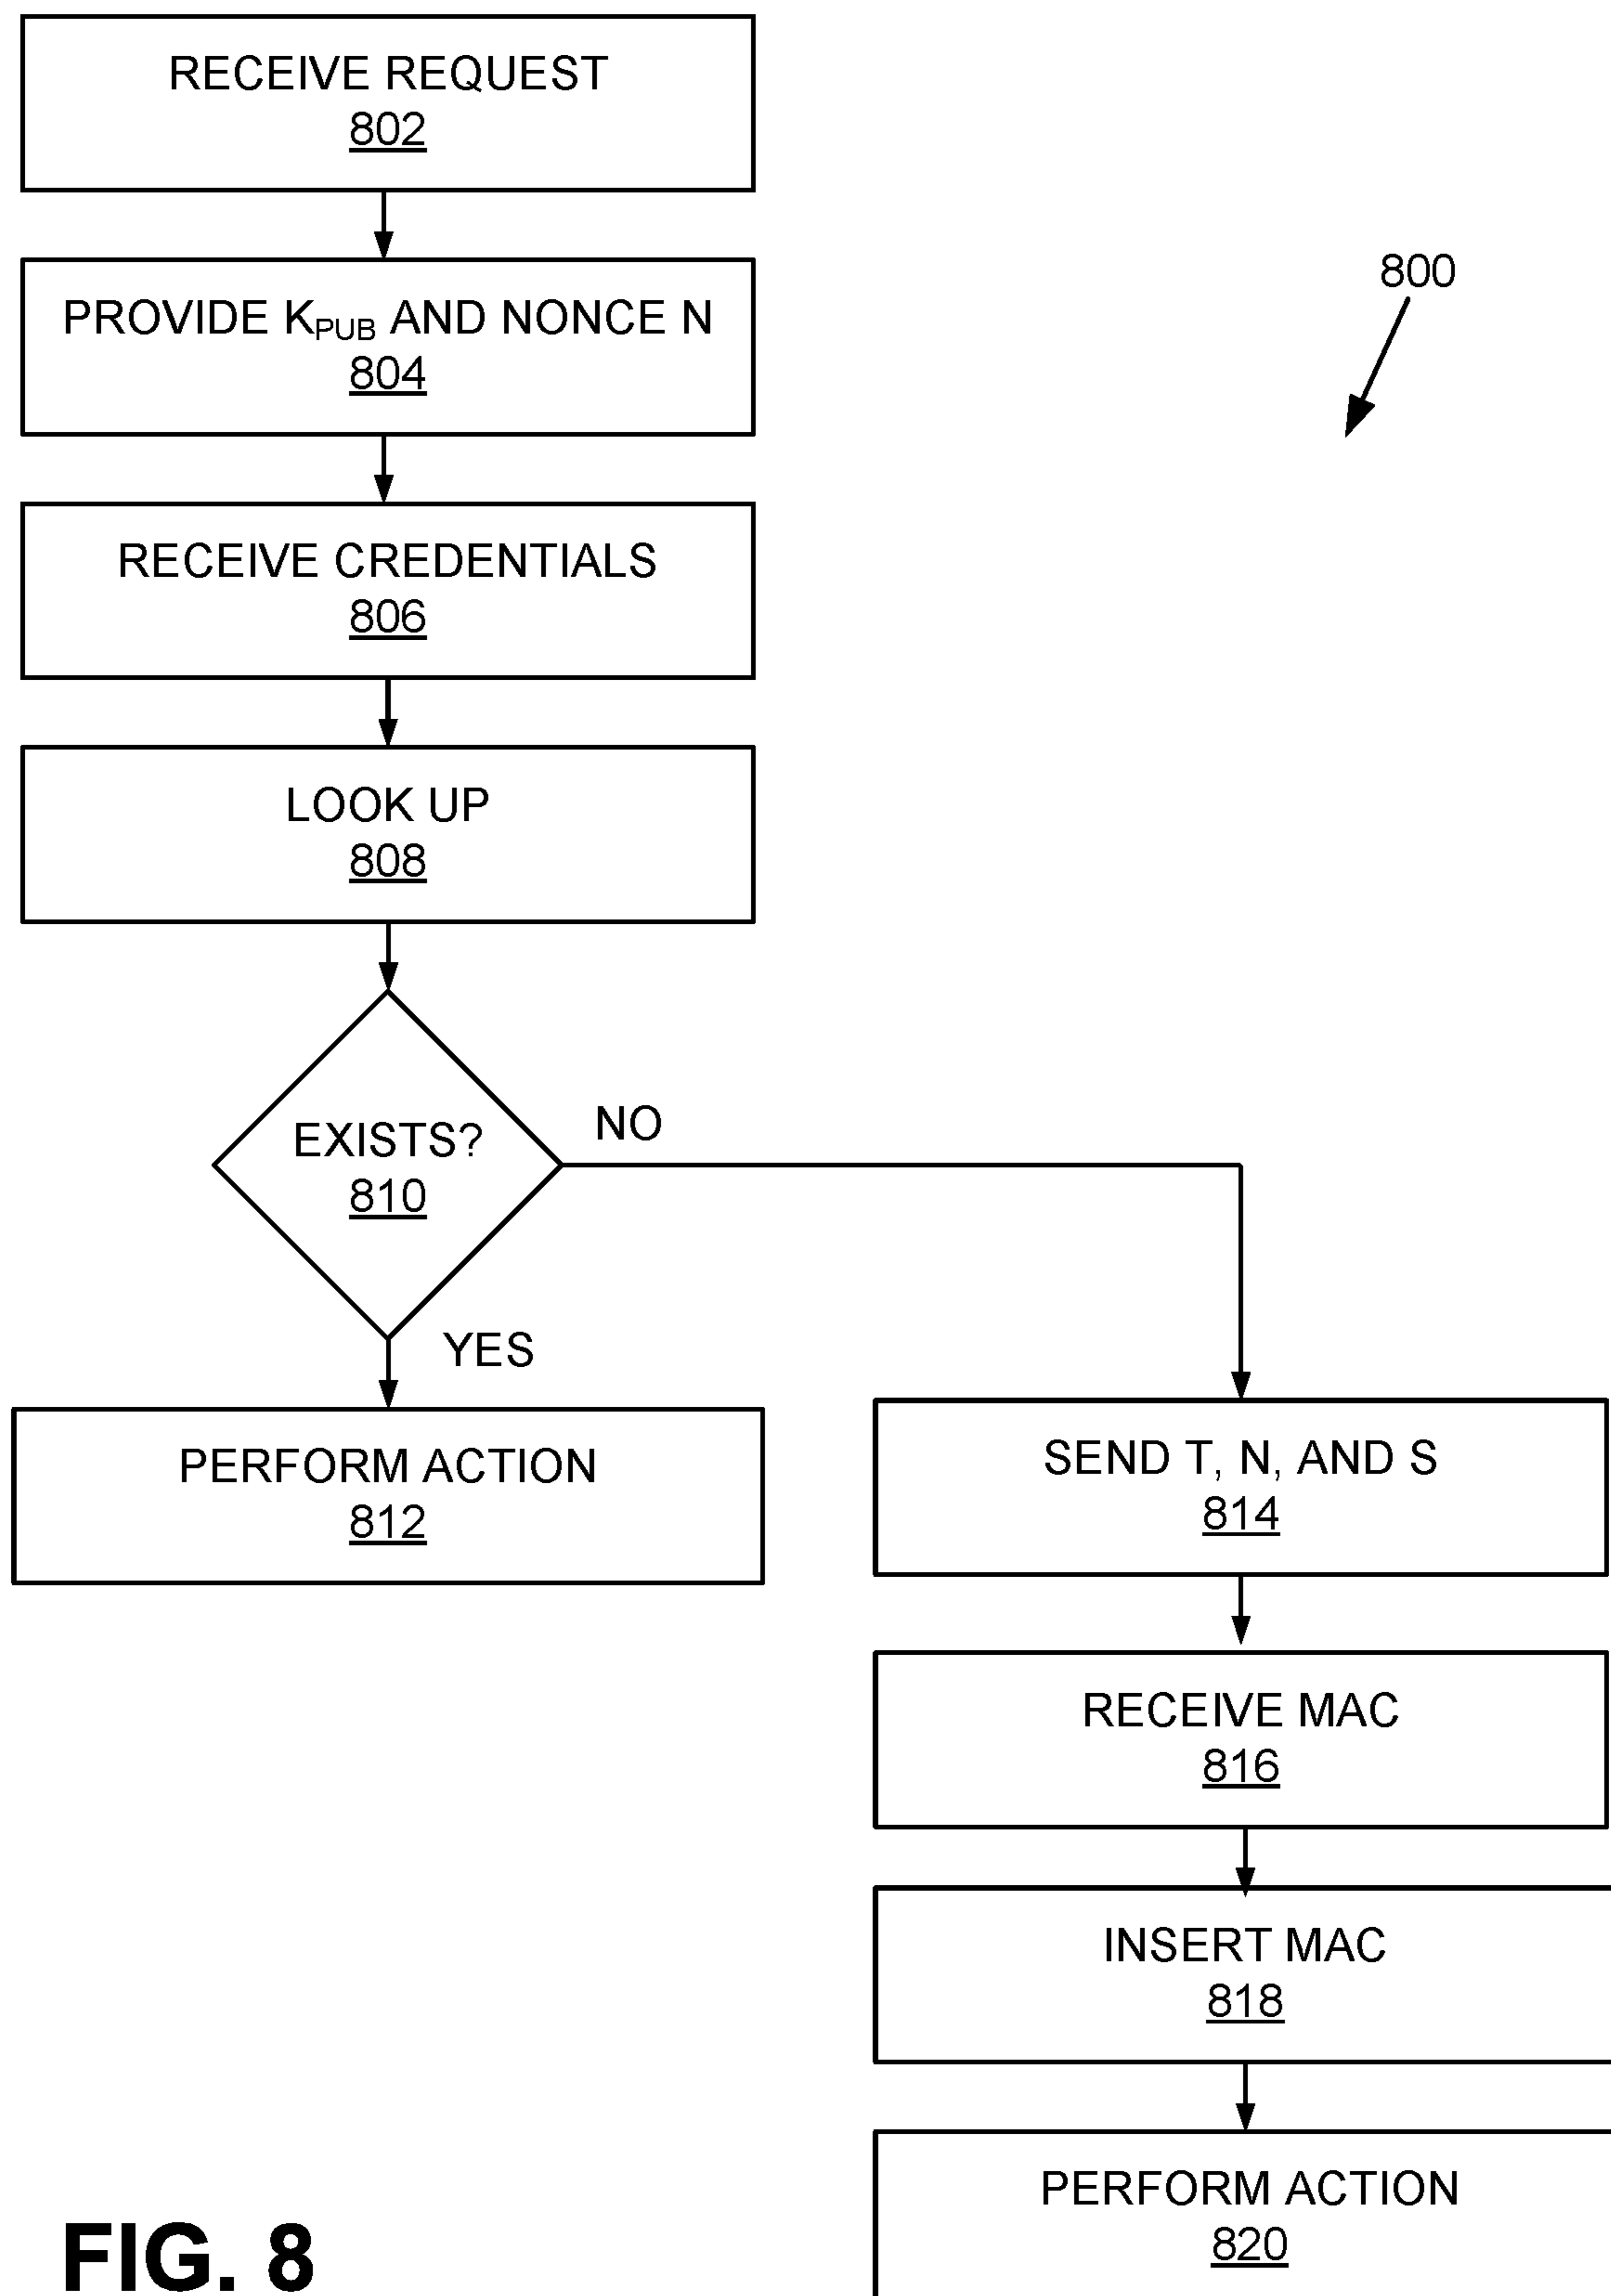 RECEIVE REQUEST
802
800
PROVIDE KPUB AND NONCE N
804
RECEIVE CREDENTIALS
806
LOOK UP
808
EXISTS?
810
NO
YES
PERFORM ACTION
812
SEND T, N, AND S
814
RECEIVE MAC
816
INSERT MAC
818
PERFORM ACTION
820
FIG. 8